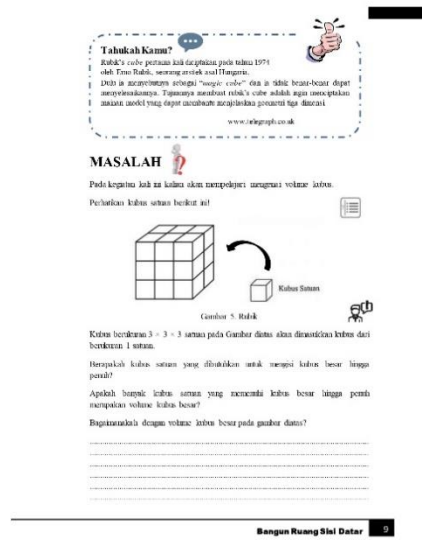 Tahukah Kamu?
Rubik's cube pertama kali diciptakan pada tahun 1974
oleh Erno Rubik, seorang arsitek asal Hungaria.
Dulu ia menyebutnya sebagai "magic cube" dan ia tidak benar-benar dapat
menyelesaikannya. Tujuannya membuat rubik's cube adalah ingin menciptakan
mainan model yang dapat membantu menjelaskan geometri tiga dimensi.
www.telegraph.co.uk
MASALAH
Pada kegiatan kali ini kalian akan mempelajari mengenai volume kubus.
Perhatikan kubus satuan berikut ini!
Kubus Satuan
Gambar 5. Rubik
Kubus berukuran 3 × 3 × 3 satuan pada Gambar diatas akan dimasukkan kubus dari
berukuran 1 satuan.
Berapakah kubus satuan yang dibutuhkan untuk mengisi kubus besar hingga
penuh?
Apakah banyak kubus satuan yang memenuhi kubus besar hingga penuh
merupakan volume kubus besar?
Bagaimanakah dengan volume kubus besar pada gambar diatas?
Bangun Ruang Sisi Datar
9